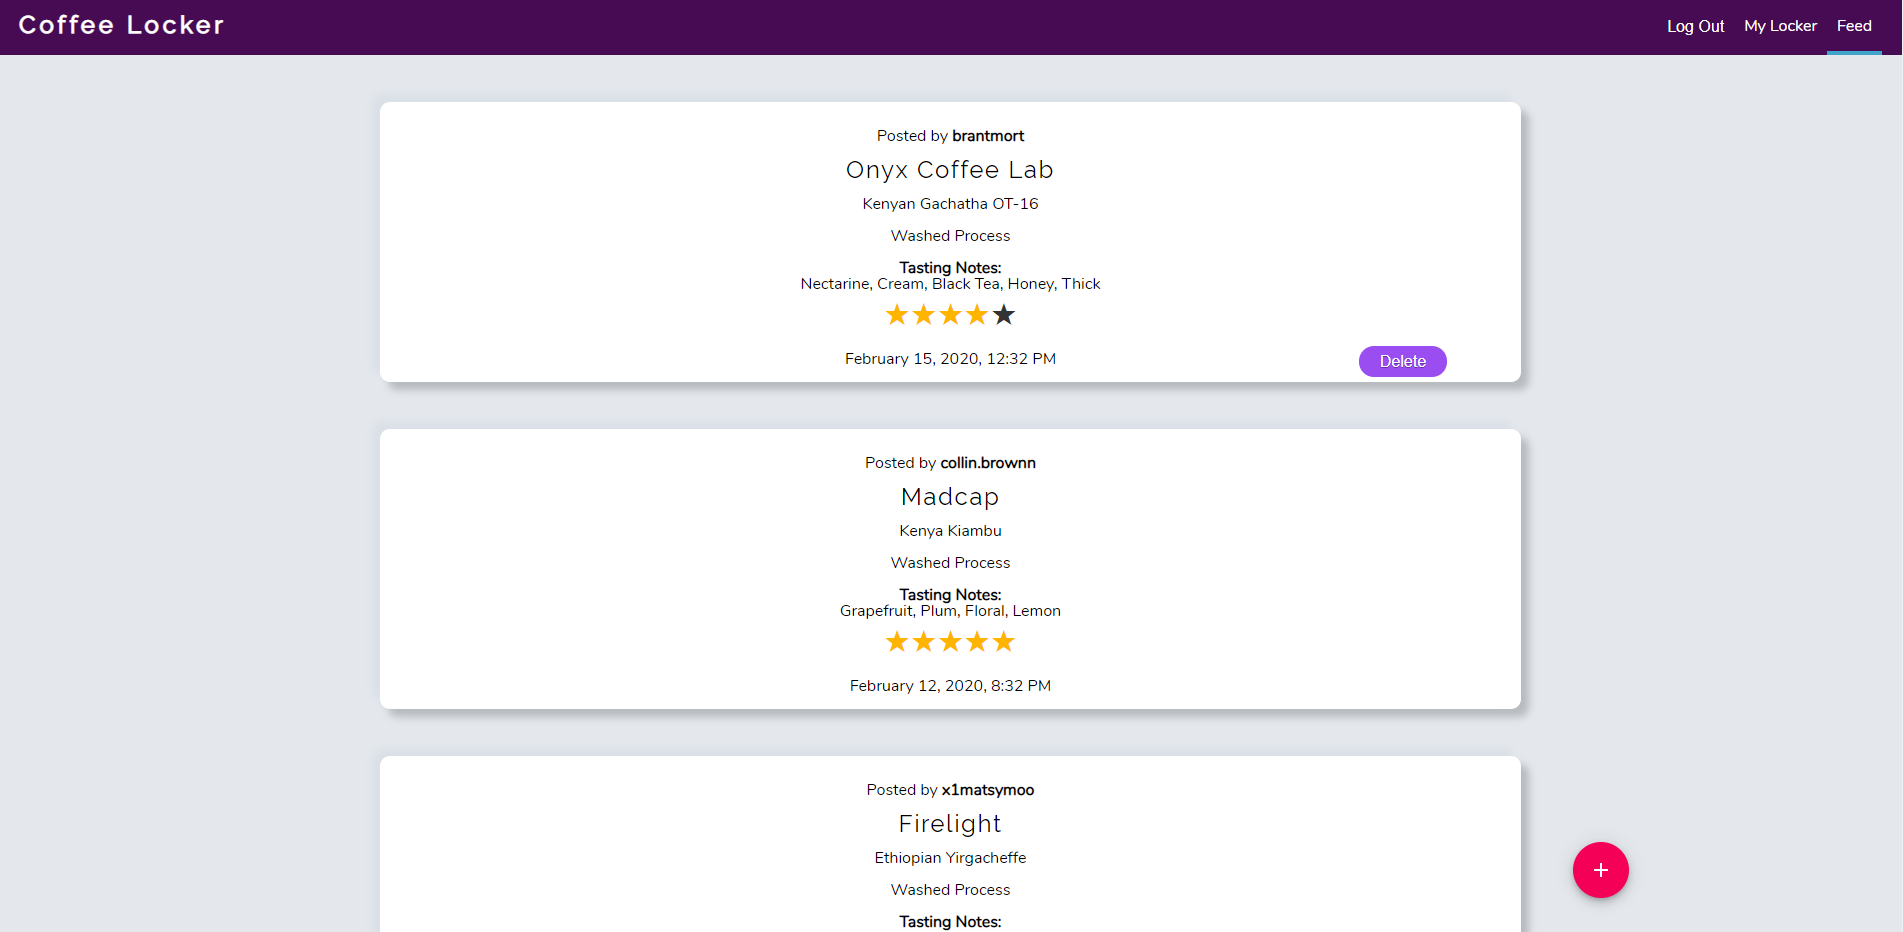 Coffee Locker
Log Out My Locker Feed
Posted by brantmort
Onyx Coffee Lab
Kenyan Gachatha OT-16
Washed Process
Tasting Notes:
Nectarine, Cream, Black Tea, Honey, Thick
February 15, 2020, 12:32 PM
Delete
Posted by collin.brownn
Madcap
Kenya Kiambu
Washed Process
Tasting Notes:
Grapefruit, Plum, Floral, Lemon
February 12, 2020, 8:32 PM
Posted by x1matsymoo
Firelight
Ethiopian Yirgacheffe
Washed Process
Tasting Notes:
+